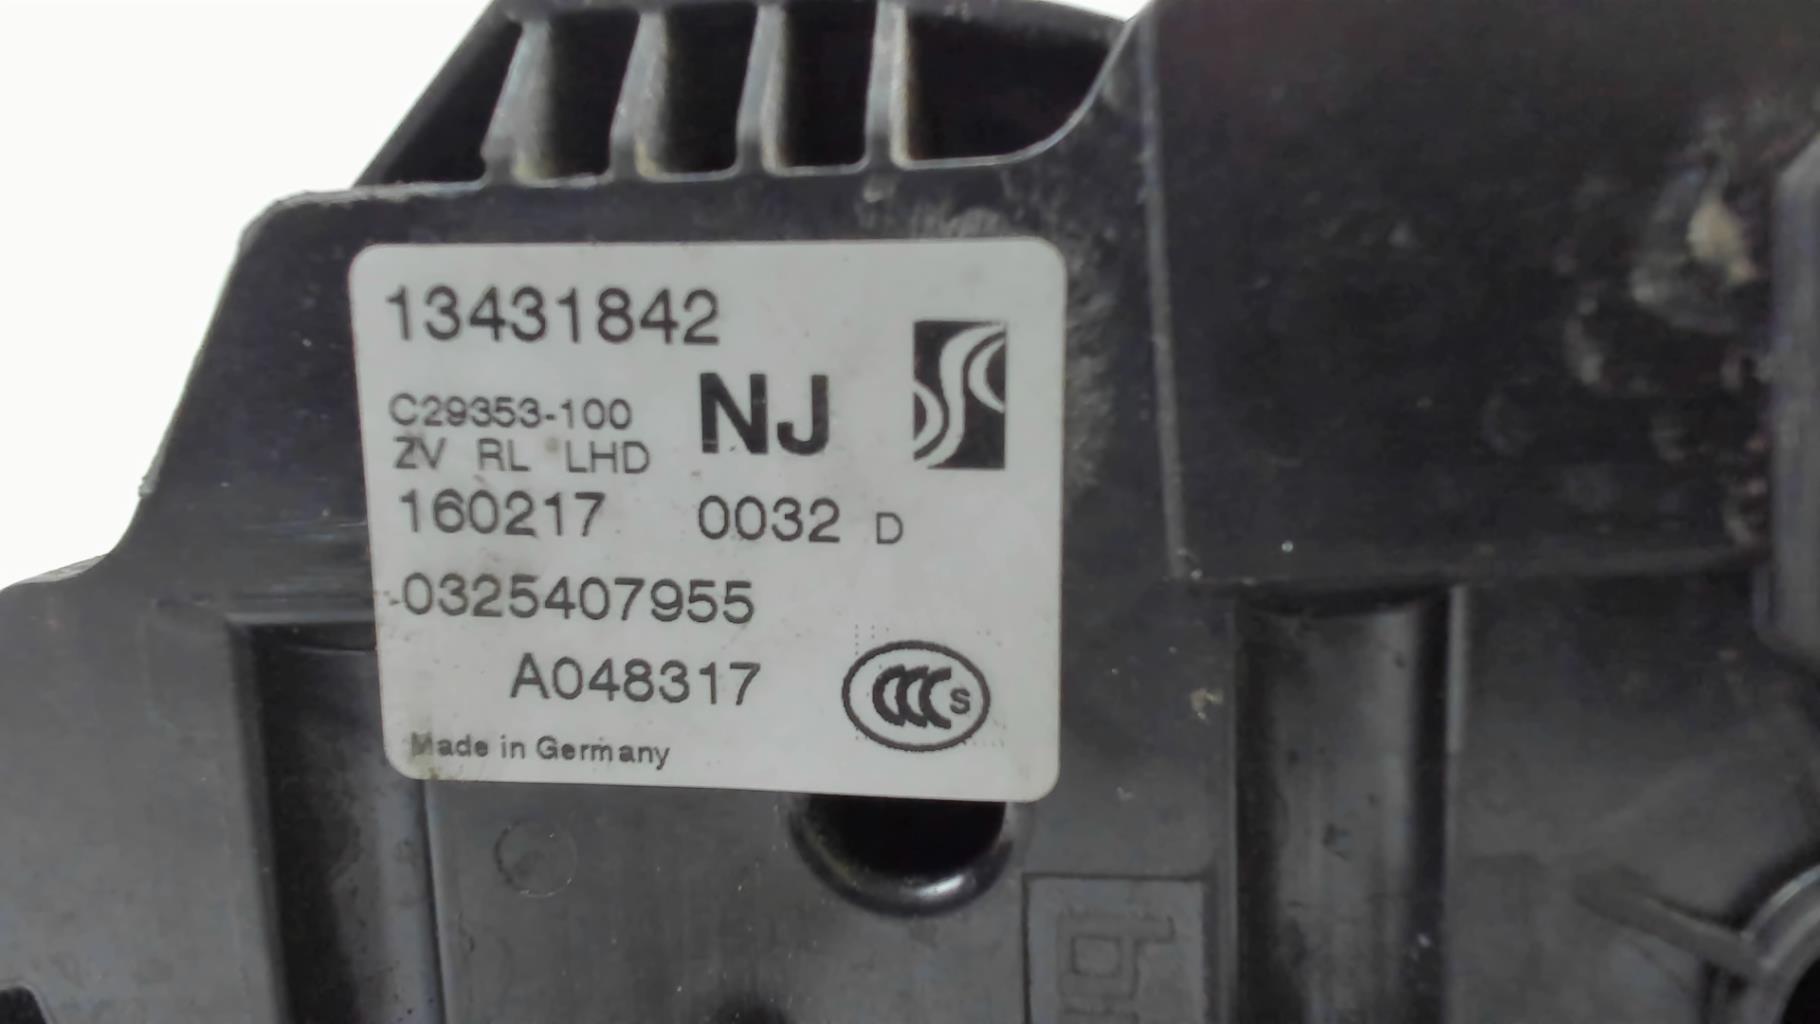 13431842
C29353-100 NJ
ZV RL LHD
160217 0032 D
0325407955
A048317
CCC S
Made in Germany